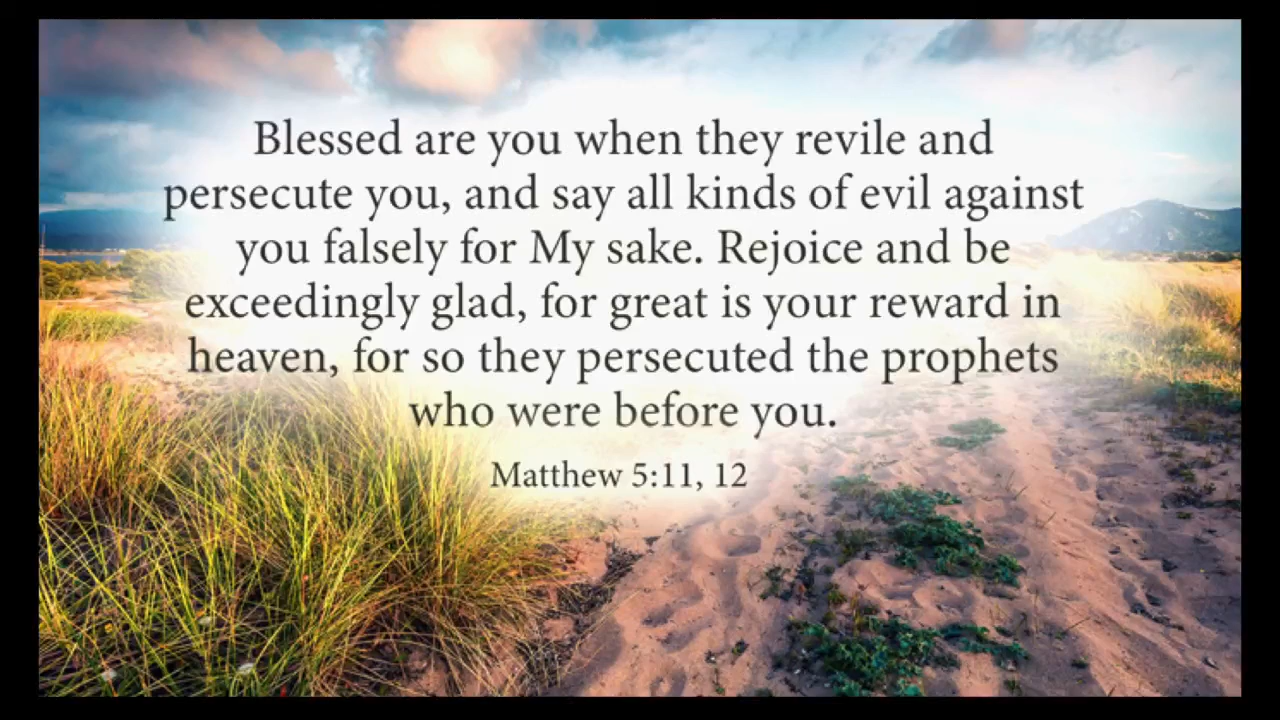 Blessed are you when they revile and
persecute you, and say all kinds of evil against
you falsely for My sake. Rejoice and be
exceedingly glad, for great is your reward in
heaven, for so they persecuted the prophets
who were before you.
Matthew 5:11, 12